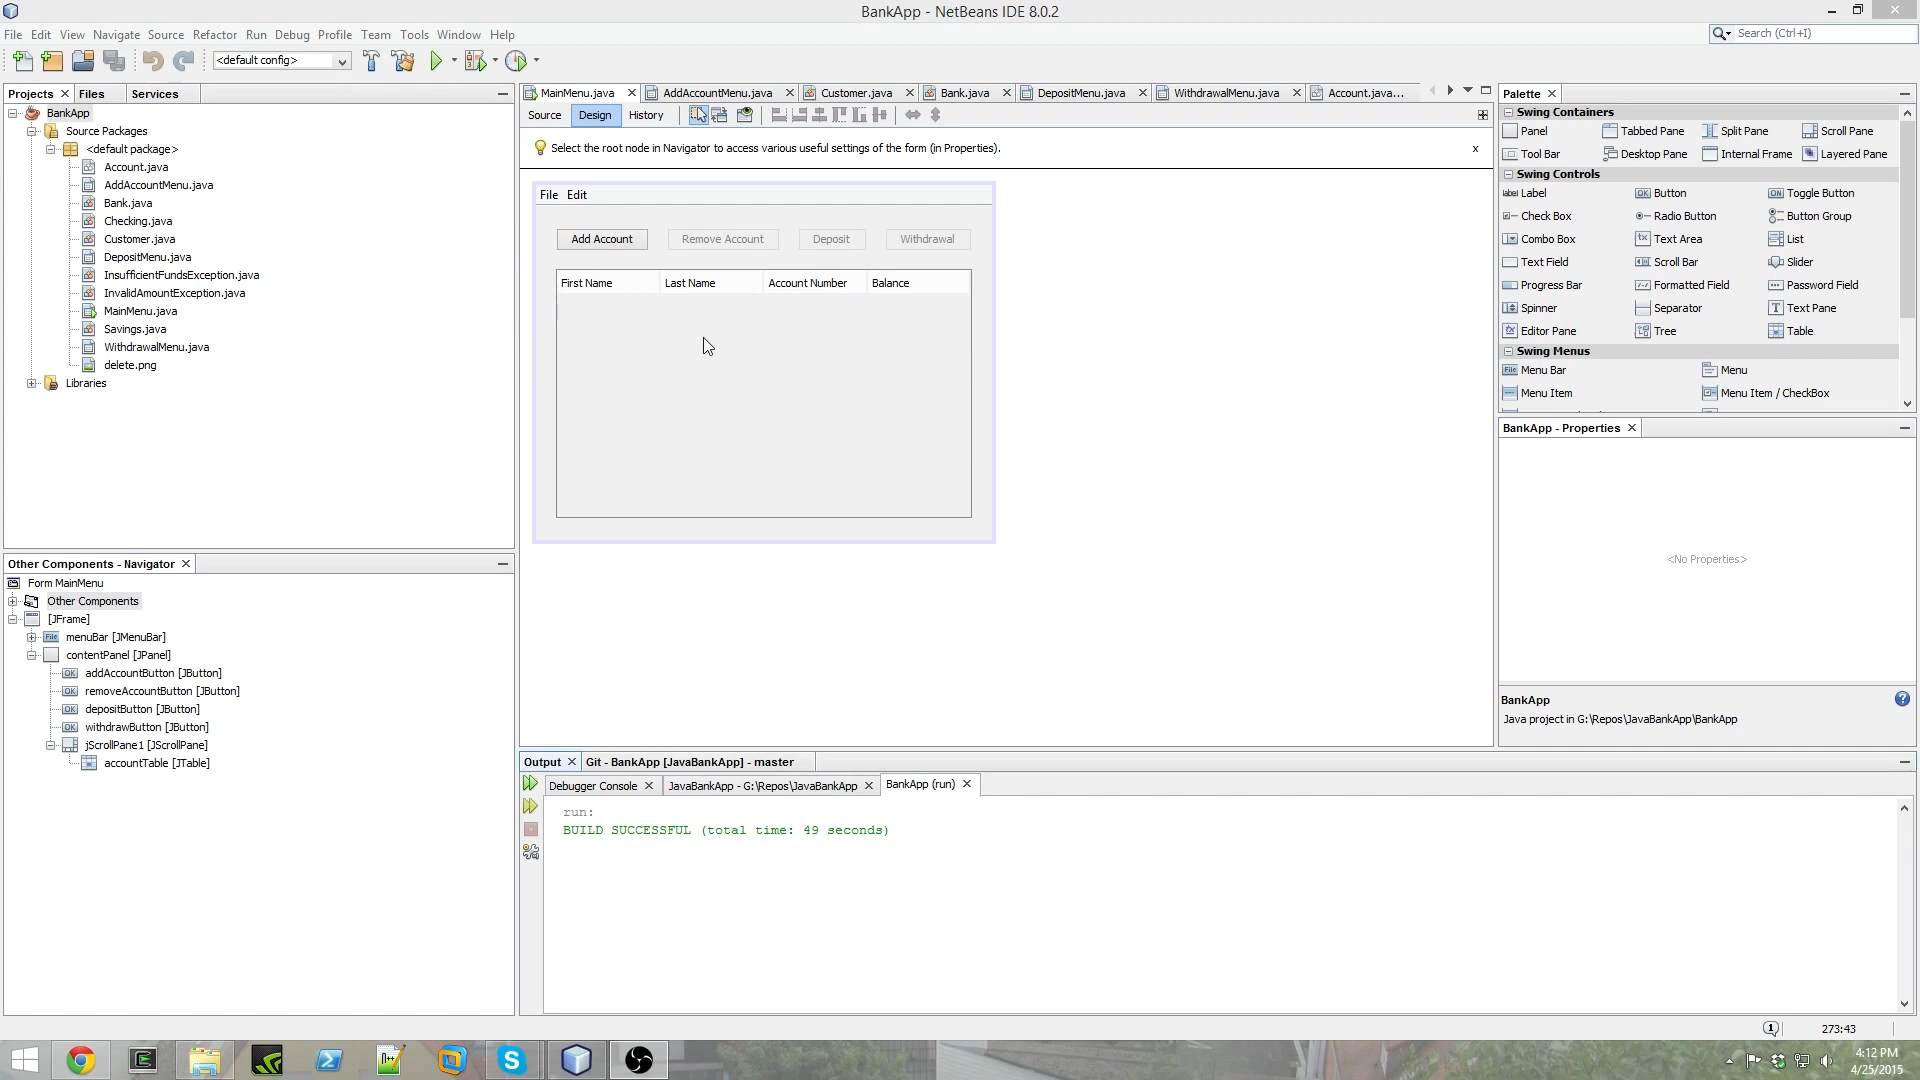 BankApp - NetBeans IDE 8.0.2
File Edit View Navigate Source Refactor Run Debug Profile Team Tools Window Help
Search (Ctrl+I)
<default config>
Projects Files Services
BankApp
Source Packages
<default package>
Account.java
AddAccountMenu.java
Bank.java
Checking.java
Customer.java
DepositMenu.java
InsufficientFundsException.java
InvalidAmountException.java
MainMenu.java
Savings.java
WithdrawalMenu.java
delete.png
Libraries
Other Components - Navigator
Form MainMenu
Other Components
[JFrame]
menuBar [JMenuBar]
contentPanel [JPanel]
addAccountButton [JButton]
removeAccountButton [JButton]
depositButton [JButton]
withdrawButton [JButton]
jScrollPane1 [JScrollPane]
accountTable [JTable]
MainMenu.java AddAccountMenu.java Customer.java Bank.java DepositMenu.java WithdrawalMenu.java Account.java...
Source Design History
Select the root node in Navigator to access various useful settings of the form (in Properties). x
File Edit
Add Account Remove Account Deposit Withdrawal
First Name Last Name Account Number Balance
Output Git - BankApp [JavaBankApp] - master
Debugger Console JavaBankApp - G:\Repos\JavaBankApp BankApp (run)
run:
BUILD SUCCESSFUL (total time: 49 seconds)
Palette
Swing Containers
Panel Tabbed Pane Split Pane Scroll Pane
Tool Bar Desktop Pane Internal Frame Layered Pane
Swing Controls
Label Button Toggle Button
Check Box Radio Button Button Group
Combo Box Text Area List
Text Field Scroll Bar Slider
Progress Bar Formatted Field Password Field
Spinner Separator Text Pane
Editor Pane Tree Table
Swing Menus
Menu Bar Menu
Menu Item Menu Item / CheckBox
BankApp - Properties
<No Properties>
BankApp
Java project in G:\Repos\JavaBankApp\BankApp
1 273:43
4:12 PM
4/25/2015